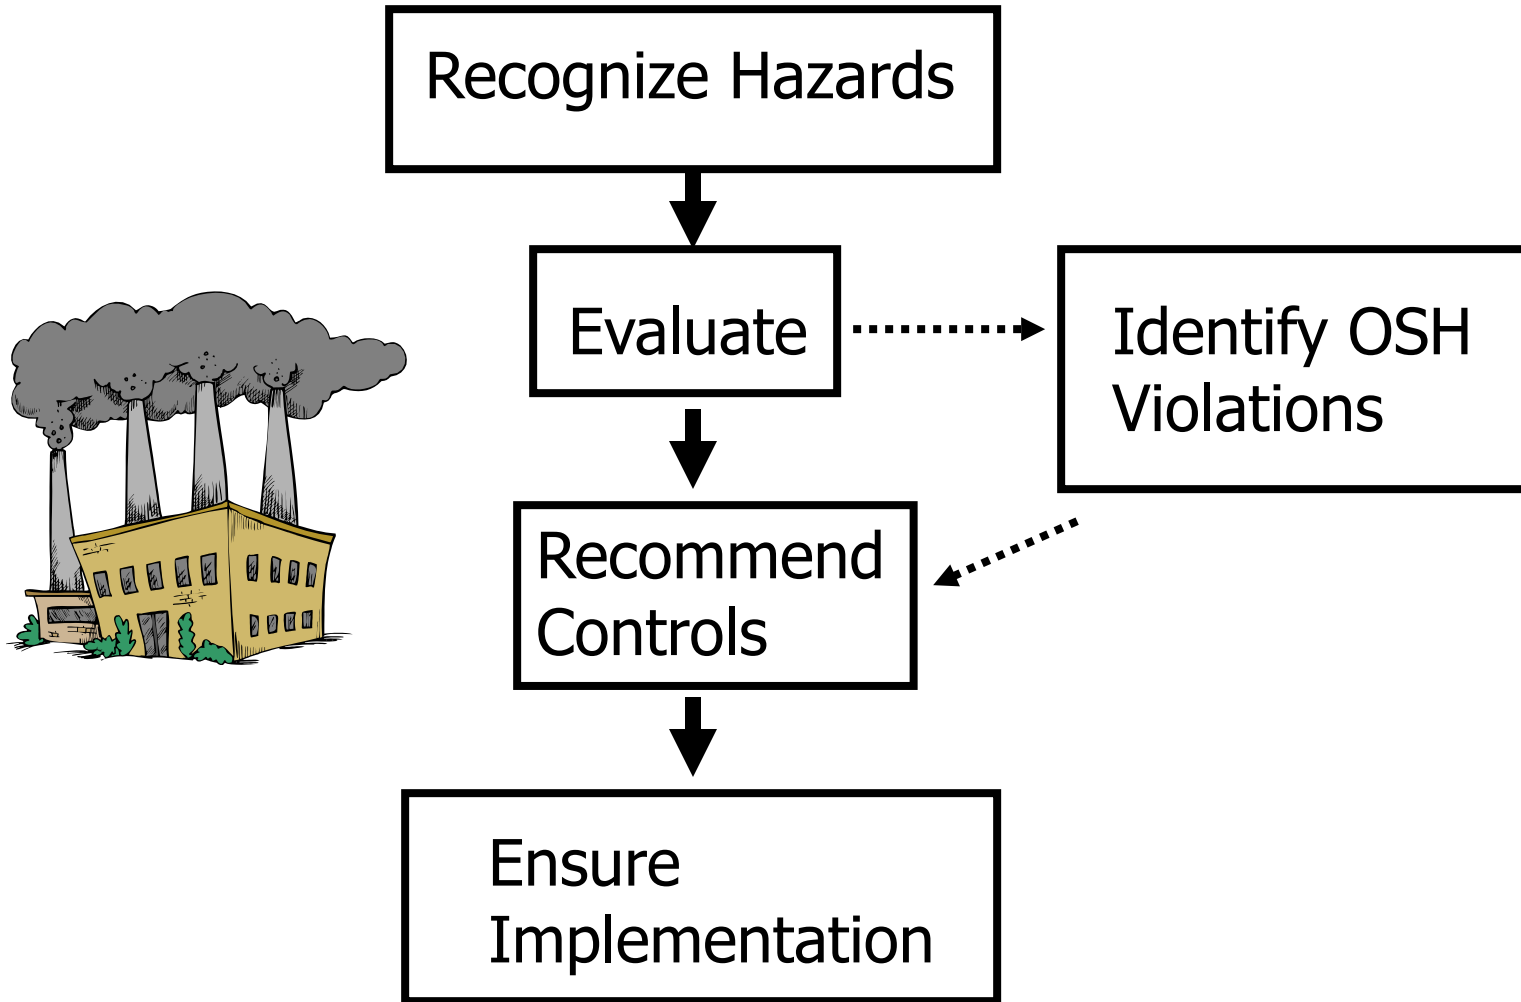 Recognize Hazards
Evaluate
Identify OSH
Violations
Recommend
Controls
Ensure
Implementation